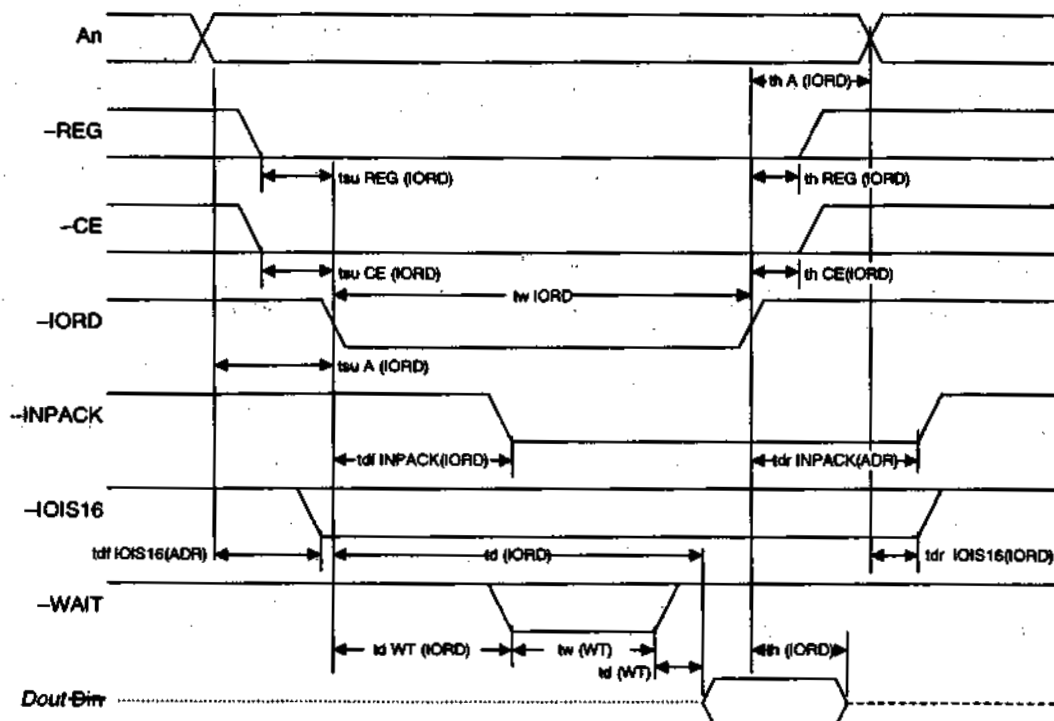 An
th A (IORD)
–REG
tsu REG (IORD)
th REG (IORD)
–CE
tsu CE (IORD)
th CE(IORD)
tw IORD
–IORD
tsu A (IORD)
–INPACK
tdf INPACK(IORD)
tdr INPACK(ADR)
–IOIS16
tdf IOIS16(ADR)
td (IORD)
tdr IOIS16(IORD)
–WAIT
td WT (IORD)
tw (WT)
th (IORD)
td (WT)
Dout Din